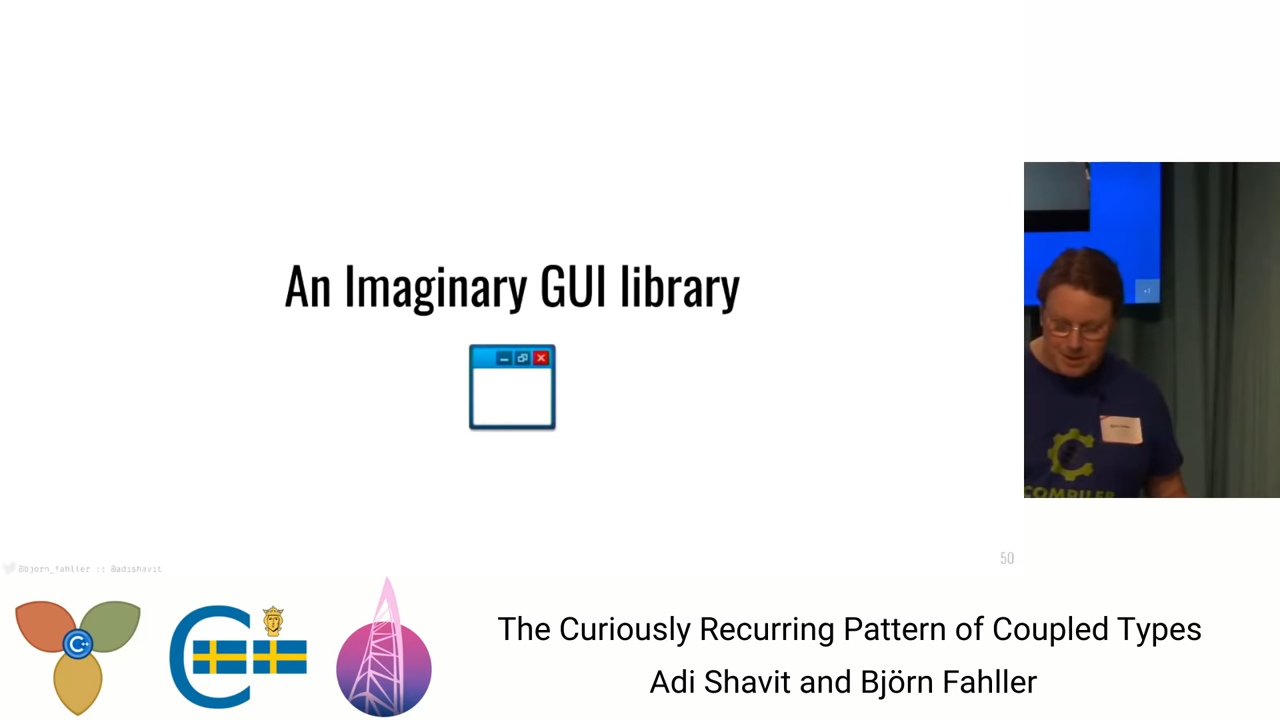 An Imaginary GUI library
50
@bjorn_fahller :: @adishavit
COMPILER
The Curiously Recurring Pattern of Coupled Types
Adi Shavit and Björn Fahller